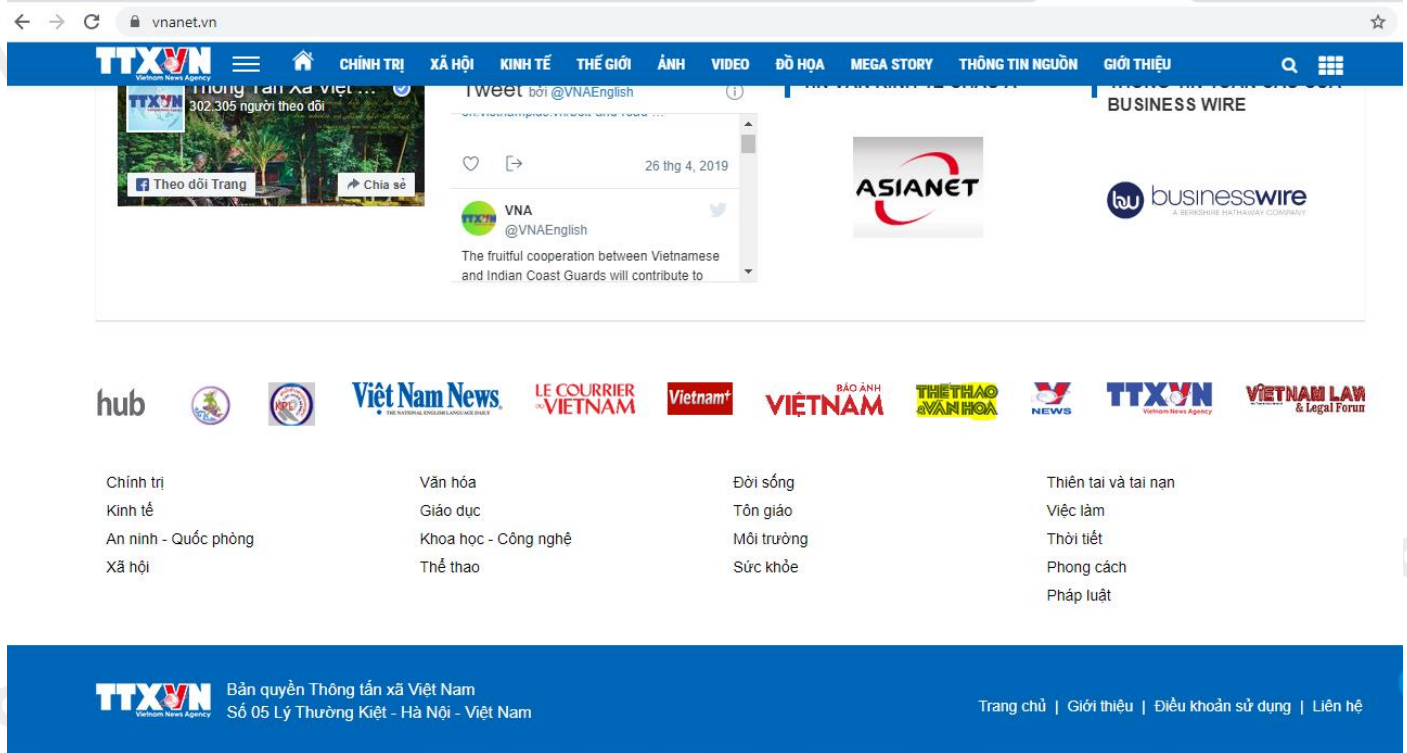 vnanet.vn
TTXVN
Vietnam News Agency
CHÍNH TRỊ XÃ HỘI KINH TẾ THẾ GIỚI ẢNH VIDEO ĐỒ HỌA MEGA STORY THÔNG TIN NGUỒN GIỚI THIỆU
Thông Tấn Xã Việt ...
302.305 người theo dõi
TTXVN
Theo dõi Trang
Chia sẻ
Tweet bởi @VNAEnglish
26 thg 4, 2019
VNA
@VNAEnglish
The fruitful cooperation between Vietnamese
and Indian Coast Guards will contribute to
ASIANET
BUSINESS WIRE
businesswire
A BERKSHIRE HATHAWAY COMPANY
hub
KPL
Việt Nam News
THE NATIONAL ENGLISH LANGUAGE DAILY
LE COURRIER
DU VIETNAM
Vietnam+
BÁO ẢNH
VIỆT NAM
THỂ THAO
&VĂN HÓA
NEWS
TTXVN
Vietnam News Agency
VIETNAM LAW
& Legal Forum
Chính trị
Kinh tế
An ninh - Quốc phòng
Xã hội
Văn hóa
Giáo dục
Khoa học - Công nghệ
Thể thao
Đời sống
Tôn giáo
Môi trường
Sức khỏe
Thiên tai và tai nạn
Việc làm
Thời tiết
Phong cách
Pháp luật
TTXVN
Vietnam News Agency
Bản quyền Thông tấn xã Việt Nam
Số 05 Lý Thường Kiệt - Hà Nội - Việt Nam
Trang chủ | Giới thiệu | Điều khoản sử dụng | Liên hệ